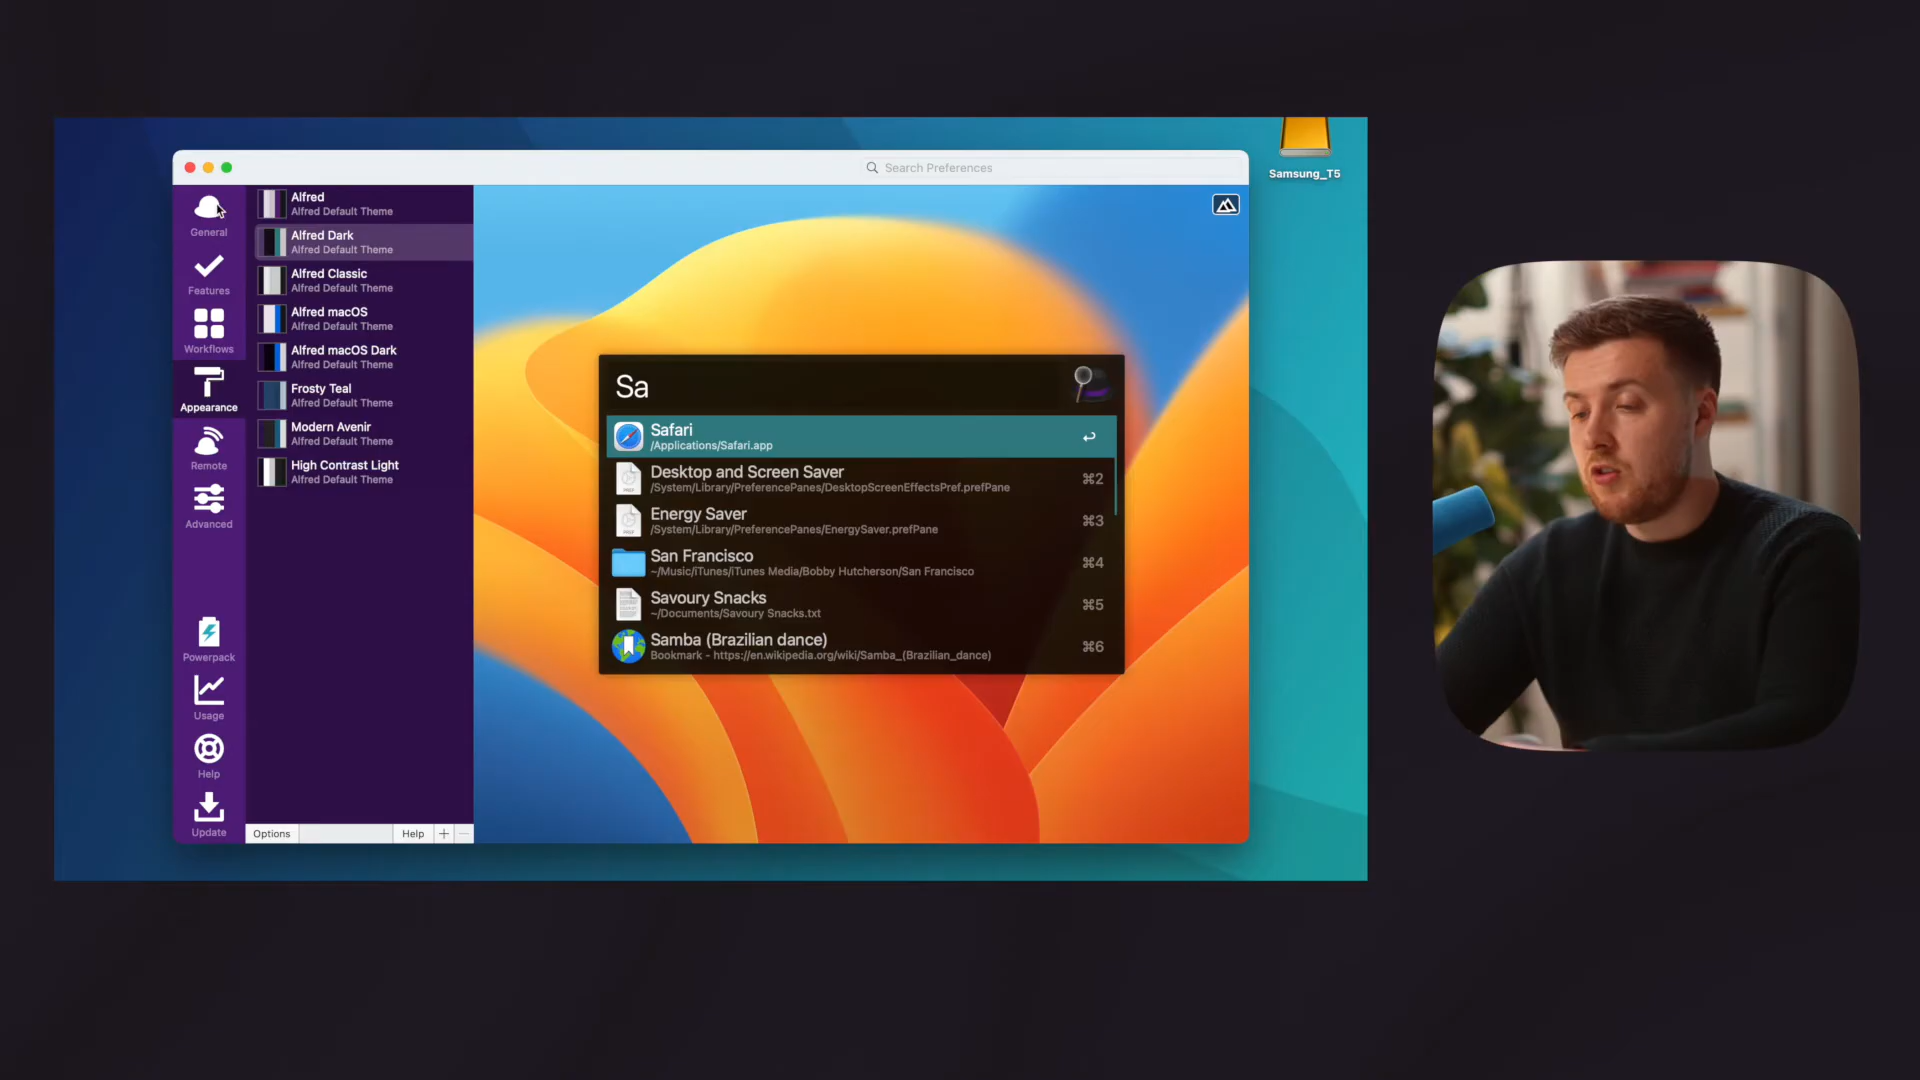 Samsung_T5
Search Preferences
General
Features
Workflows
Appearance
Remote
Advanced
Powerpack
Usage
Help
Update
Alfred
Alfred Default Theme
Alfred Dark
Alfred Default Theme
Alfred Classic
Alfred Default Theme
Alfred macOS
Alfred Default Theme
Alfred macOS Dark
Alfred Default Theme
Frosty Teal
Alfred Default Theme
Modern Avenir
Alfred Default Theme
High Contrast Light
Alfred Default Theme
Options
Help
Sa
Safari
/Applications/Safari.app
Desktop and Screen Saver
/System/Library/PreferencePanes/DesktopScreenEffectsPref.prefPane
⌘2
Energy Saver
/System/Library/PreferencePanes/EnergySaver.prefPane
⌘3
San Francisco
~/Music/iTunes/iTunes Media/Bobby Hutcherson/San Francisco
⌘4
Savoury Snacks
~/Documents/Savoury Snacks.txt
⌘5
Samba (Brazilian dance)
Bookmark - https://en.wikipedia.org/wiki/Samba_(Brazilian_dance)
⌘6